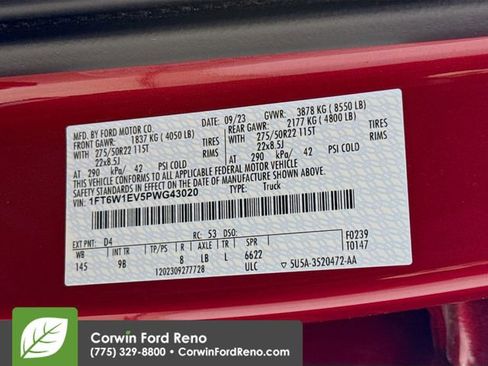 MFD. BY FORD MOTOR CO.
09/23 GVWR: 3878 KG ( 8550 LB)
FRONT GAWR: 1837 KG ( 4050 LB) REAR GAWR: 2177 KG ( 4800 LB)
WITH 275/50R22 115T WITH 275/50R22 115T
22x8.5J 22x8.5J
AT 290 kPa/ 42 PSI COLD AT 290 kPa/ 42 PSI COLD
THIS VEHICLE CONFORMS TO ALL APPLICABLE FEDERAL MOTOR VEHICLE
SAFETY STANDARDS IN EFFECT ON THE DATE OF MANUFACTURE SHOWN ABOVE.
VIN: 1FT6W1EV5PWG43020 TYPE: Truck
EXT PNT: D4 RC: 53 DSO: F0239
WB BRK INT TR TP/PS R AXLE TR SPR T0147
145 9B 8 LB L 6622
1202309277728 ULC 5U5A-3520472-AA
Corwin Ford Reno
(775) 329-8800 • CorwinFordReno.com